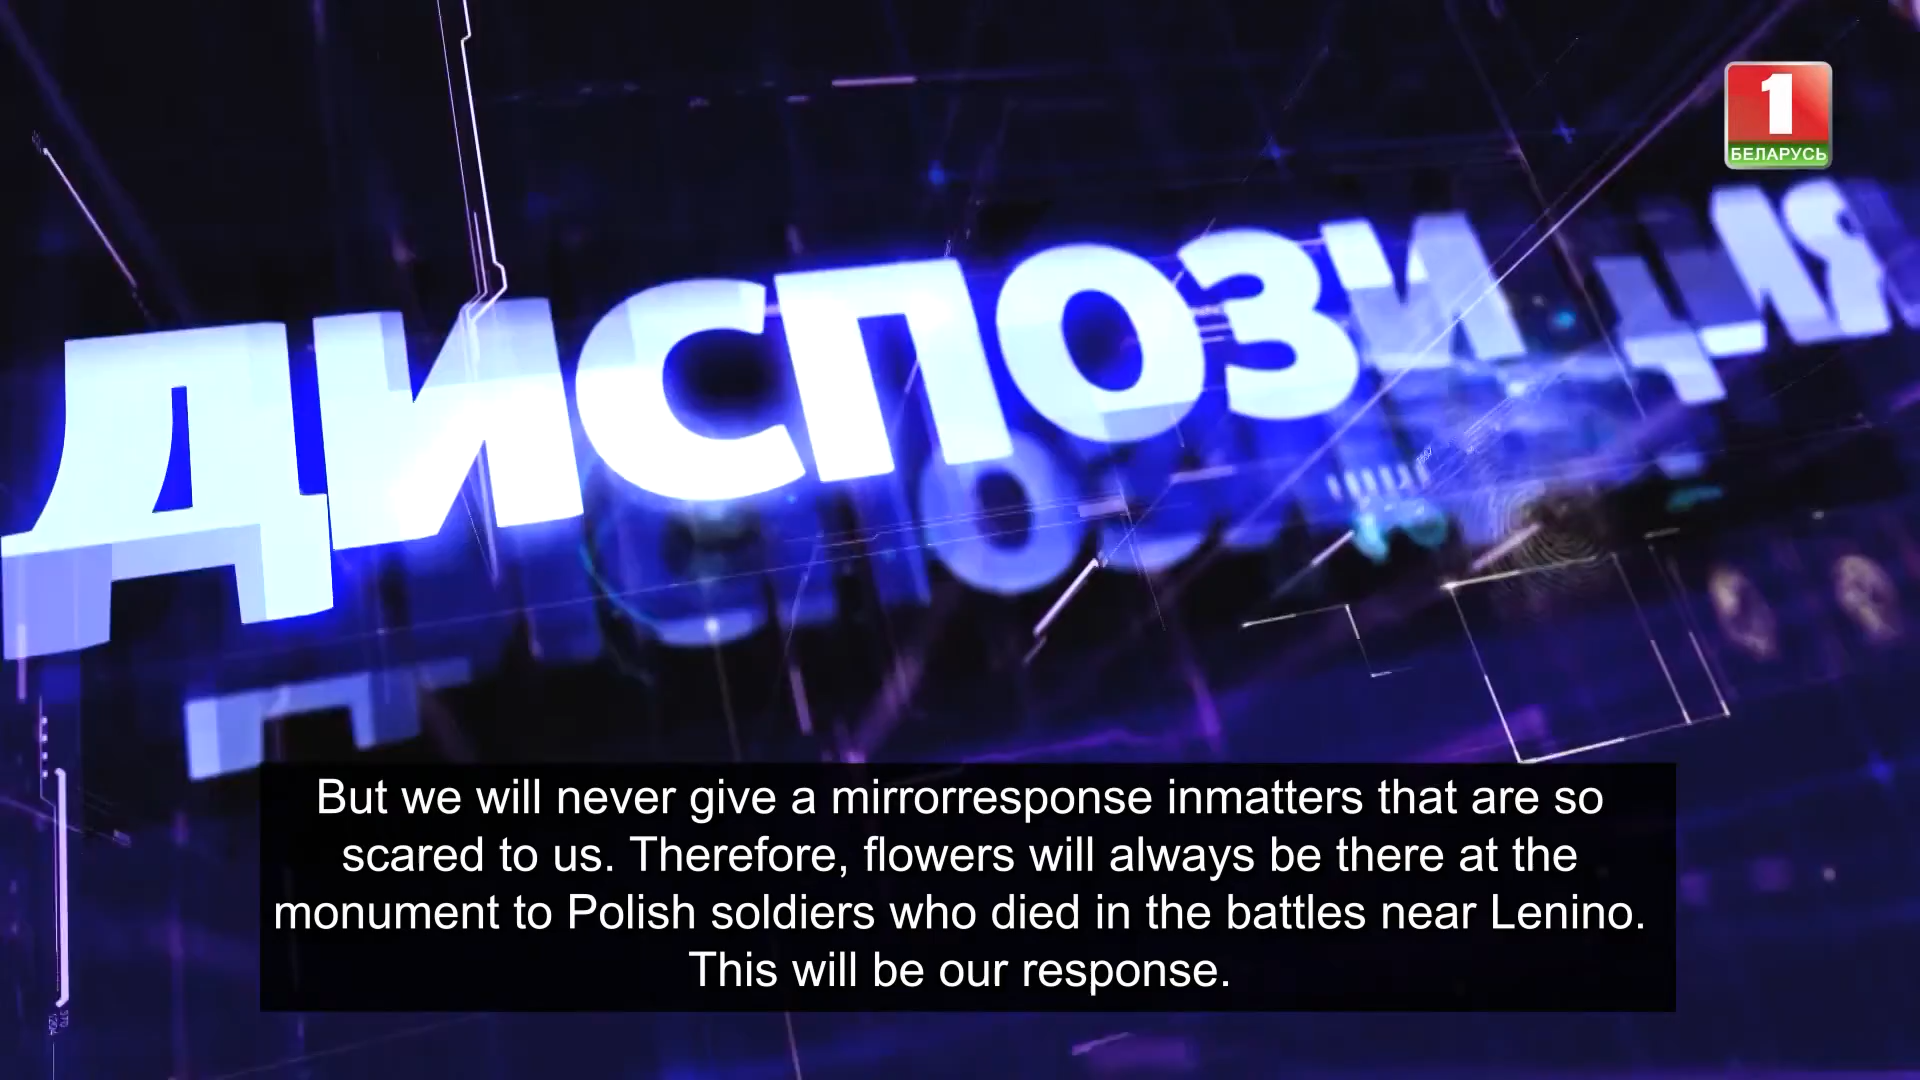 1
БЕЛАРУСЬ
ДИСПОЗИЦИЯ
But we will never give a mirrorresponse inmatters that are so
scared to us. Therefore, flowers will always be there at the
monument to Polish soldiers who died in the battles near Lenino.
This will be our response.